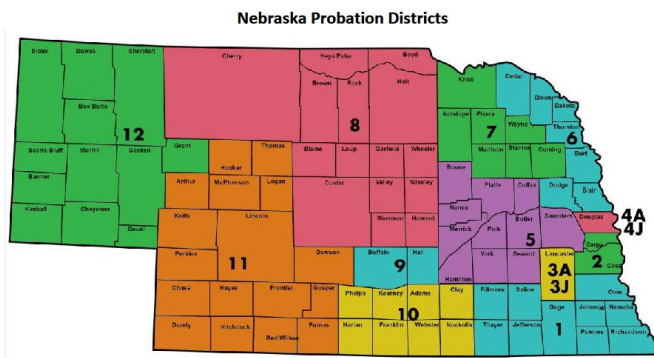 Nebraska Probation Districts
Sioux
Dawes
Sheridan
Cherry
Keya Paha
Boyd
Knox
Cedar
Dixon
Dakota
Box Butte
Brown
Rock
Holt
Antelope
Pierce
Wayne
Thurston
12
8
7
6
Scotts Bluff
Morrill
Garden
Grant
Hooker
Thomas
Blaine
Loup
Garfield
Wheeler
Madison
Stanton
Cuming
Burt
Banner
Arthur
McPherson
Logan
Custer
Valley
Greeley
Boone
Platte
Colfax
Dodge
Blair
Kimball
Cheyenne
Deuel
Keith
Lincoln
Sherman
Howard
Nance
Merrick
Polk
Butler
Saunders
Douglas
4A
4J
Sarpy
Perkins
11
Dawson
Buffalo
Hall
9
5
York
Seward
Lancaster
3A
3J
2
Cass
Hamilton
Otoe
Chase
Hayes
Frontier
Gosper
Phelps
Kearney
Adams
Clay
Fillmore
Saline
Gage
Johnson
Nemaha
10
1
Dundy
Hitchcock
Red Willow
Furnas
Harlan
Franklin
Webster
Nuckolls
Thayer
Jefferson
Pawnee
Richardson